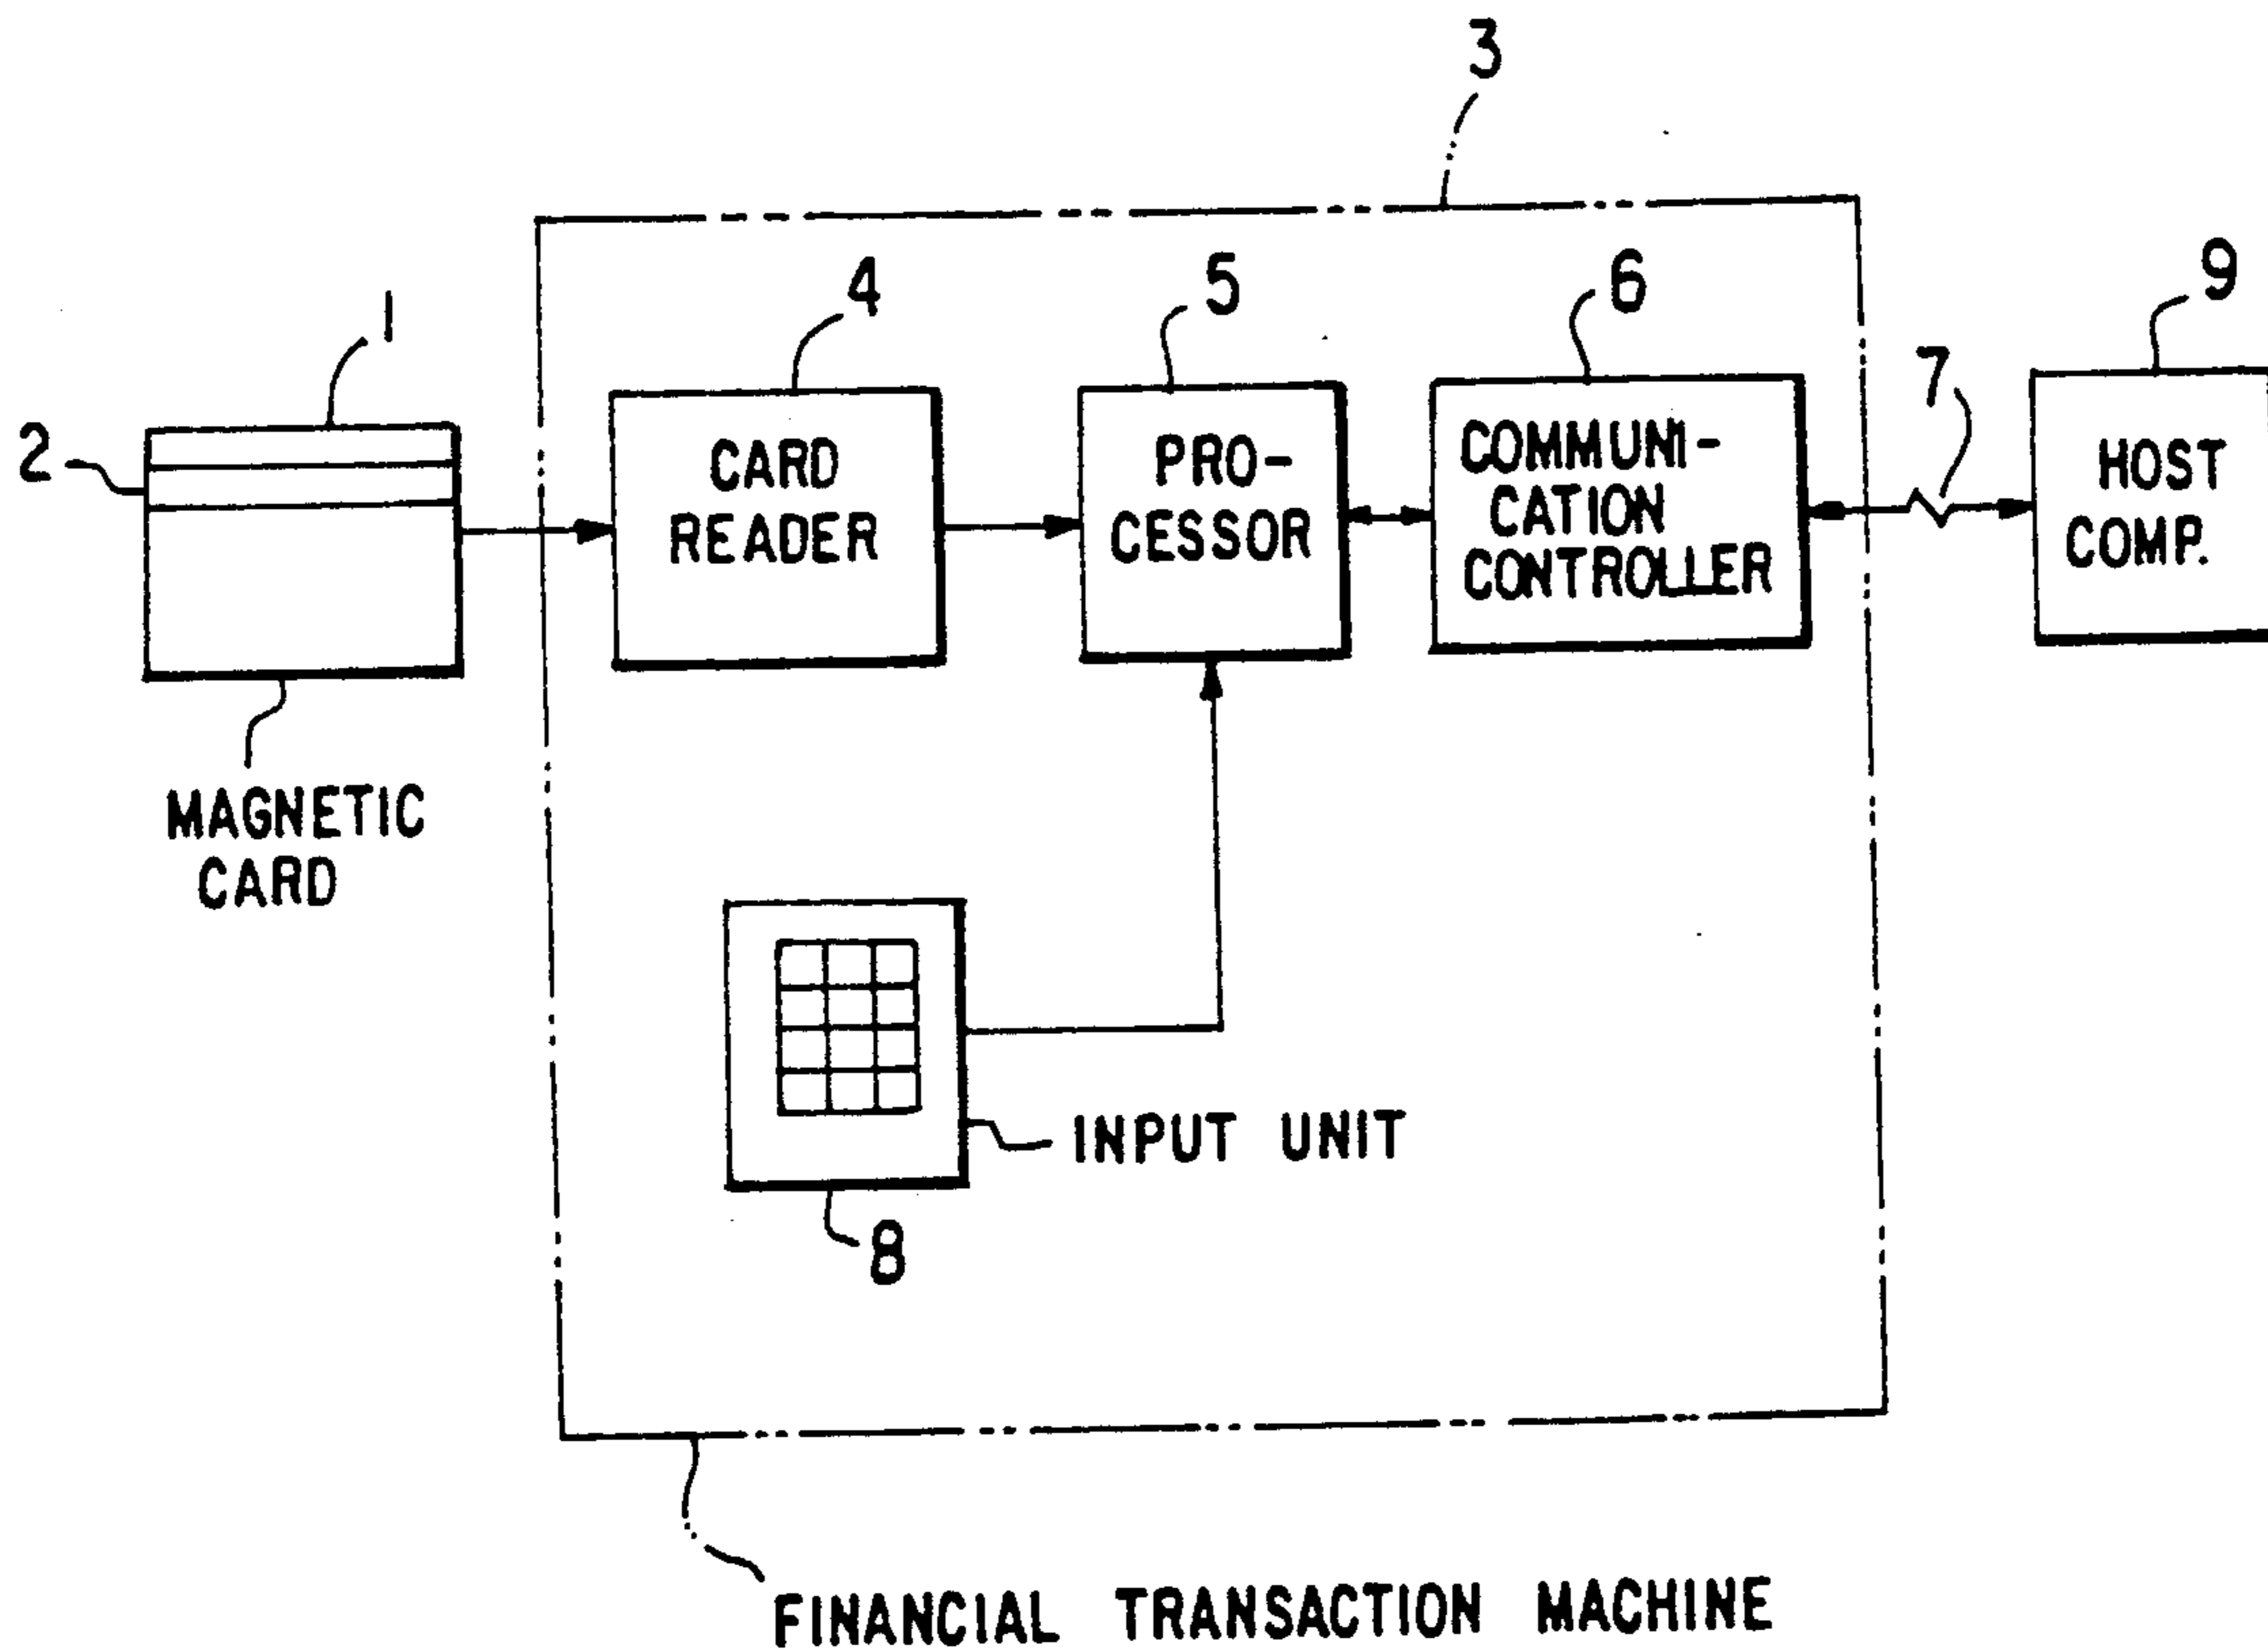 3
1
4
5
6
7
9
2
CARD
READER
PRO-
CESSOR
COMMUNI-
CATION
CONTROLLER
HOST
COMP.
MAGNETIC
CARD
INPUT UNIT
8
FINANCIAL TRANSACTION MACHINE